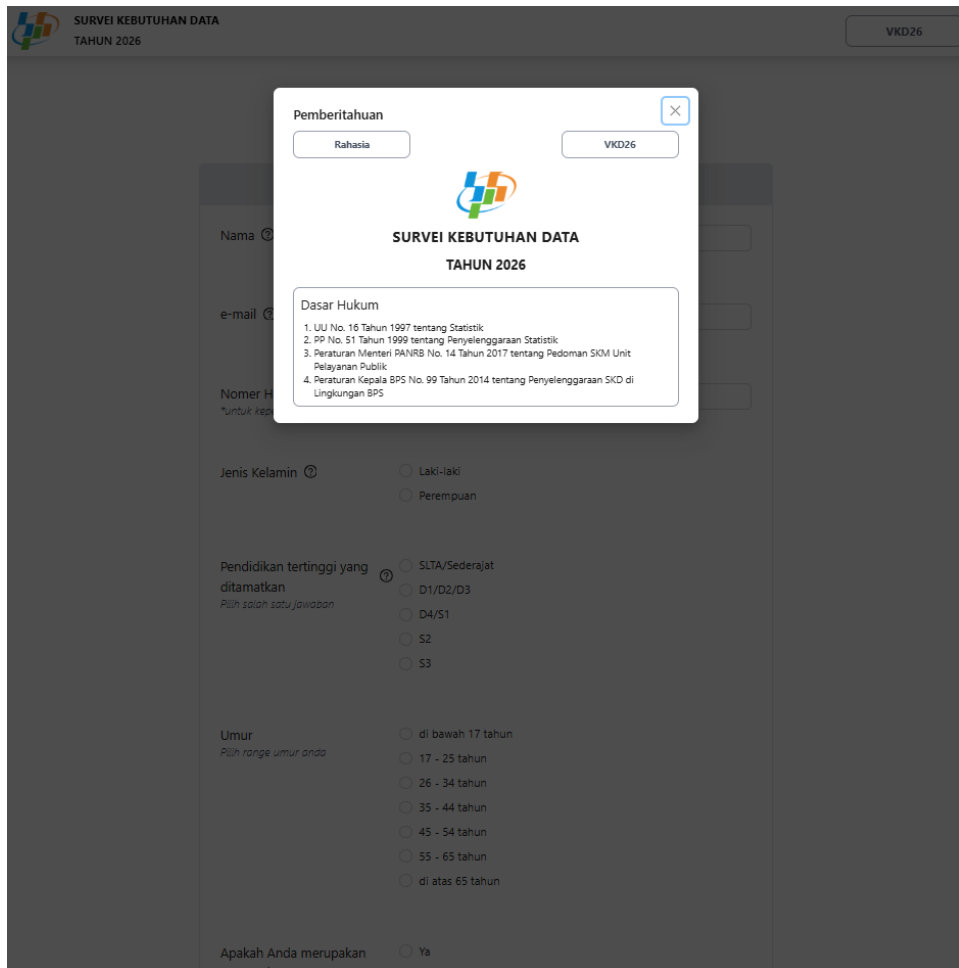 SURVEI KEBUTUHAN DATA
TAHUN 2026
VKD26
Pemberitahuan
Rahasia
VKD26
SURVEI KEBUTUHAN DATA
TAHUN 2026
Dasar Hukum
1. UU No. 16 Tahun 1997 tentang Statistik
2. PP No. 51 Tahun 1999 tentang Penyelenggaraan Statistik
3. Peraturan Menteri PANRB No. 14 Tahun 2017 tentang Pedoman SKM Unit
Pelayanan Publik
4. Peraturan Kepala BPS No. 99 Tahun 2014 tentang Penyelenggaraan SKD di
Lingkungan BPS
Nama
e-mail
Nomer
*untuk
Jenis Kelamin
Laki-laki
Perempuan
Pendidikan tertinggi yang
ditamatkan
Pilih salah satu jawaban
SLTA/Sederajat
D1/D2/D3
D4/S1
S2
S3
Umur
Pilih range umur anda
di bawah 17 tahun
17 - 25 tahun
26 - 34 tahun
35 - 44 tahun
45 - 54 tahun
55 - 65 tahun
di atas 65 tahun
Apakah Anda merupakan
Ya